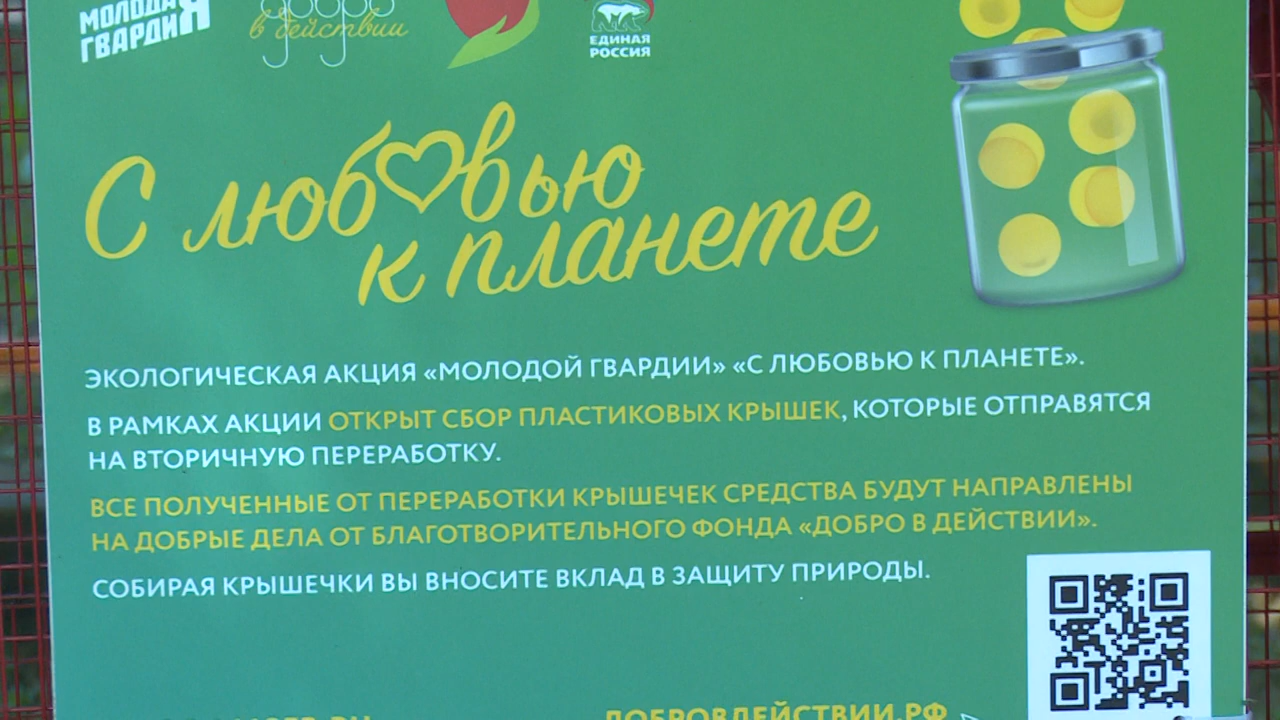 МОЛОДАЯ
ГВАРДИЯ
добро
в действии
ЕДИНАЯ
РОССИЯ
С любовью
к планете
ЭКОЛОГИЧЕСКАЯ АКЦИЯ «МОЛОДОЙ ГВАРДИИ» «С ЛЮБОВЬЮ К ПЛАНЕТЕ».
В РАМКАХ АКЦИИ ОТКРЫТ СБОР ПЛАСТИКОВЫХ КРЫШЕК, КОТОРЫЕ ОТПРАВЯТСЯ
НА ВТОРИЧНУЮ ПЕРЕРАБОТКУ.
ВСЕ ПОЛУЧЕННЫЕ ОТ ПЕРЕРАБОТКИ КРЫШЕЧЕК СРЕДСТВА БУДУТ НАПРАВЛЕНЫ
НА ДОБРЫЕ ДЕЛА ОТ БЛАГОТВОРИТЕЛЬНОГО ФОНДА «ДОБРО В ДЕЙСТВИИ».
СОБИРАЯ КРЫШЕЧКИ ВЫ ВНОСИТЕ ВКЛАД В ЗАЩИТУ ПРИРОДЫ.
ДОБРОВДЕЙСТВИИ.РФ